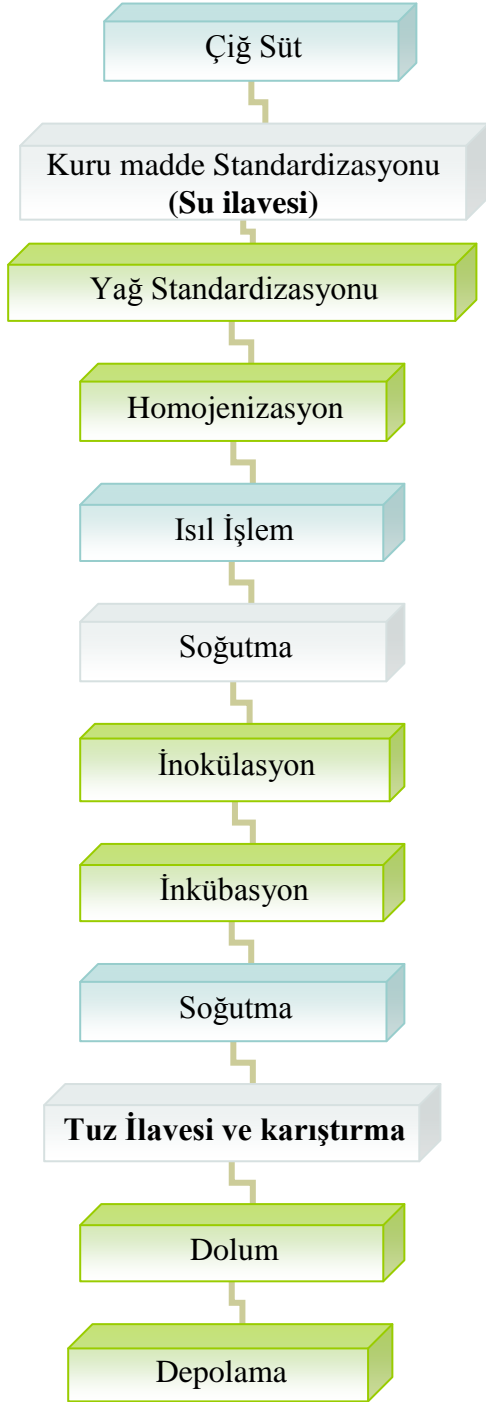 Çiğ Süt
Kuru madde Standardizasyonu
(Su ilavesi)
Yağ Standardizasyonu
Homojenizasyon
Isıl İşlem
Soğutma
İnokülasyon
İnkübasyon
Soğutma
Tuz İlavesi ve karıştırma
Dolum
Depolama